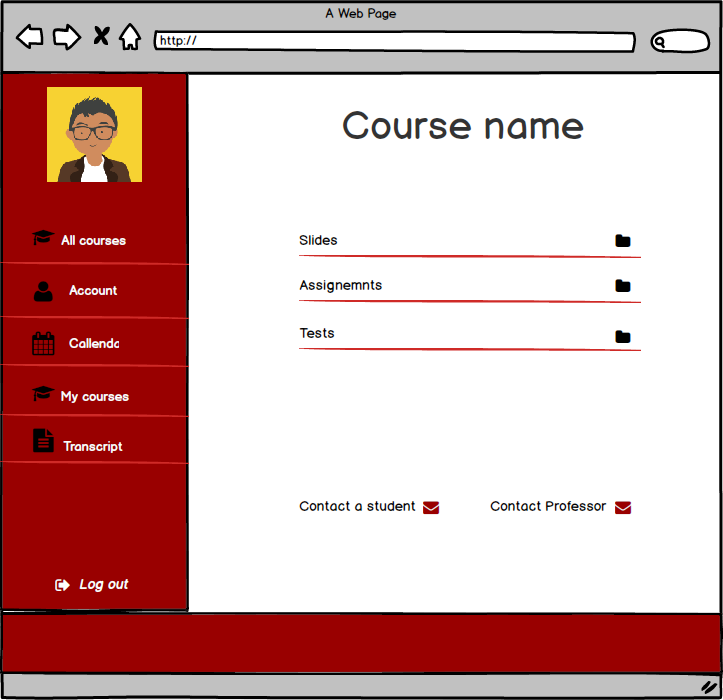 A Web Page
http://
Course name
All courses
Account
Callenda
My courses
Transcript
Log out
Slides
Assignemnts
Tests
Contact a student
Contact Professor